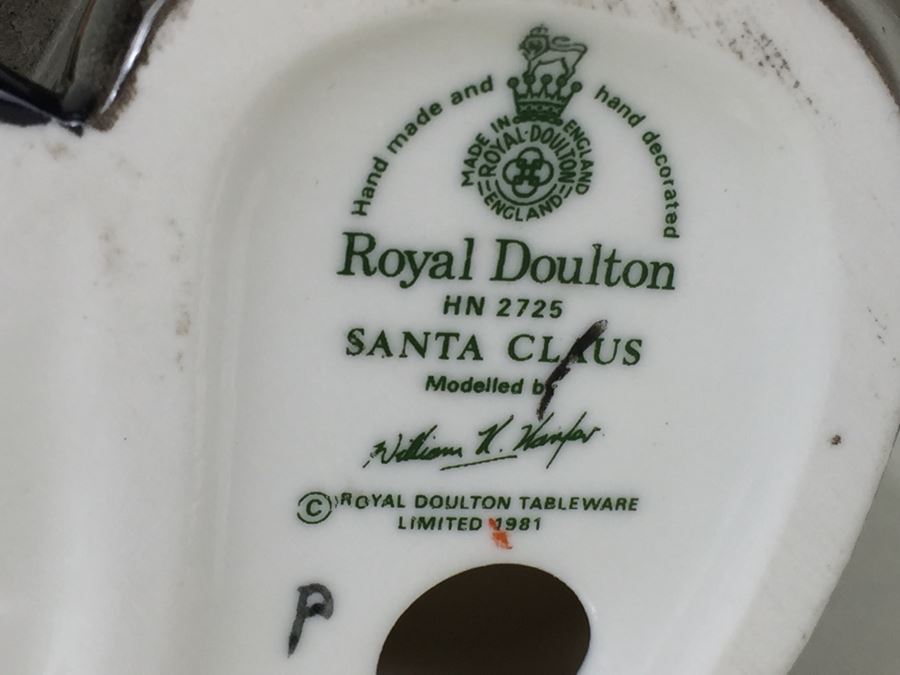 Hand made and hand decorated
MADE IN ENGLAND
ROYAL·DOULTON
ENGLAND
Royal Doulton
HN 2725
SANTA CLAUS
Modelled by
William K. Harper
© ROYAL DOULTON TABLEWARE
LIMITED 1981
P